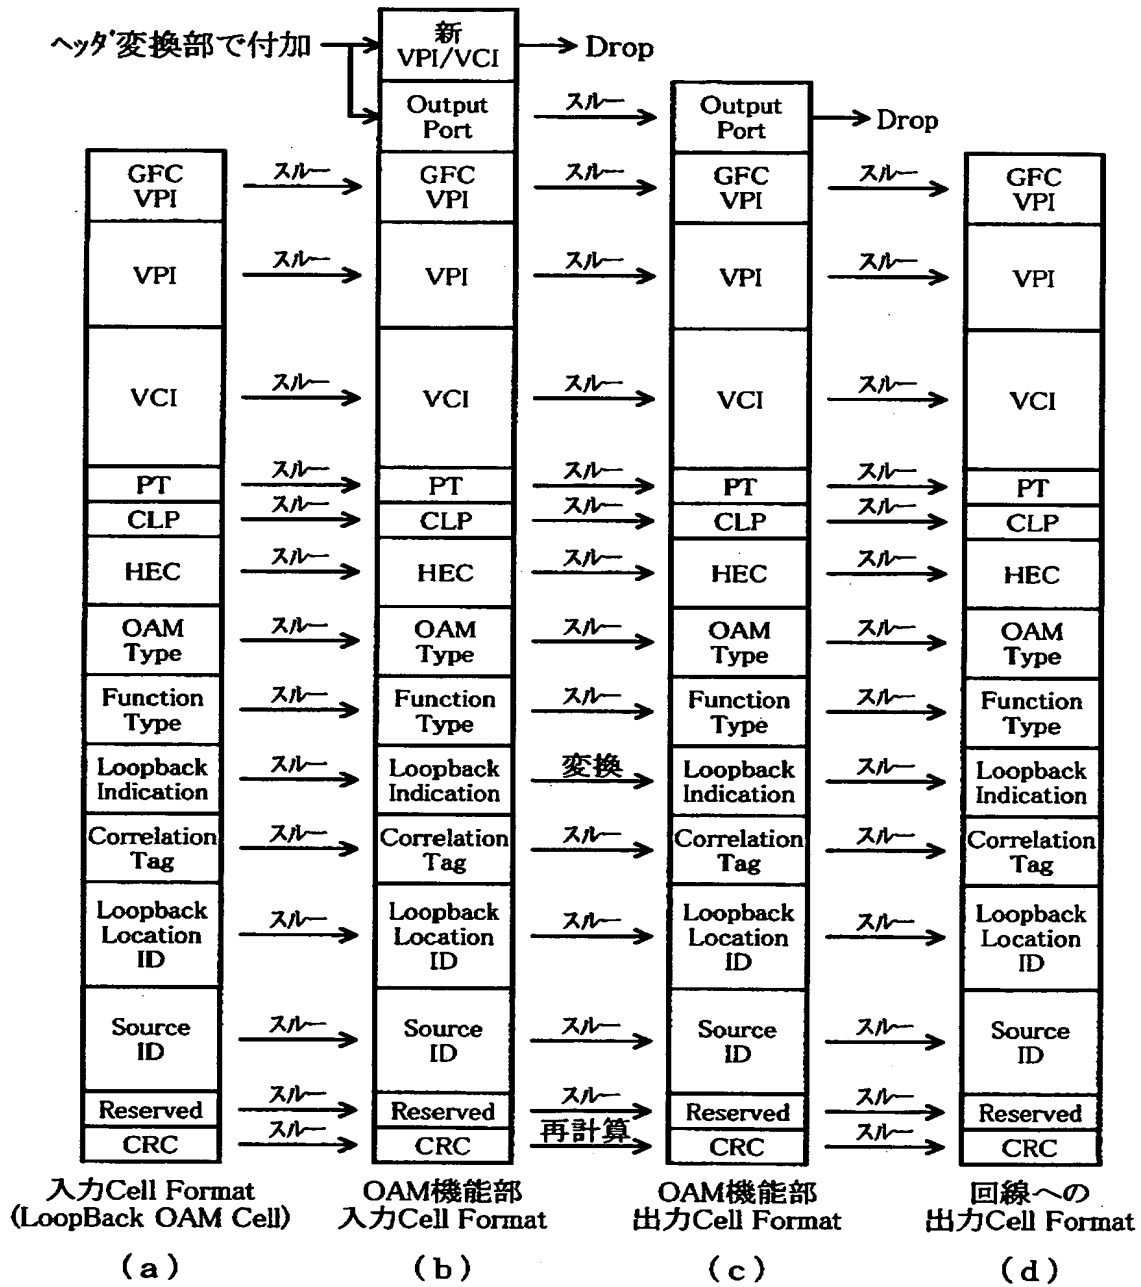 ヘッダ変換部で付加
新
VPI/VCI
Drop
Output
Port
スルー
Output
Port
Drop
GFC
VPI
スルー
GFC
VPI
スルー
GFC
VPI
スルー
GFC
VPI
VPI
スルー
VPI
スルー
VPI
スルー
VPI
VCI
スルー
VCI
スルー
VCI
スルー
VCI
PT
スルー
PT
スルー
PT
スルー
PT
CLP
スルー
CLP
スルー
CLP
スルー
CLP
HEC
スルー
HEC
スルー
HEC
スルー
HEC
OAM
Type
スルー
OAM
Type
スルー
OAM
Type
スルー
OAM
Type
Function
Type
スルー
Function
Type
スルー
Function
Type
スルー
Function
Type
Loopback
Indication
スルー
Loopback
Indication
変換
Loopback
Indication
スルー
Loopback
Indication
Correlation
Tag
スルー
Correlation
Tag
スルー
Correlation
Tag
スルー
Correlation
Tag
Loopback
Location
ID
スルー
Loopback
Location
ID
スルー
Loopback
Location
ID
スルー
Loopback
Location
ID
Source
ID
スルー
Source
ID
スルー
Source
ID
スルー
Source
ID
Reserved
スルー
Reserved
スルー
Reserved
スルー
Reserved
CRC
スルー
CRC
再計算
CRC
スルー
CRC
入力Cell Format
(LoopBack OAM Cell)
(a)
OAM機能部
入力Cell Format
(b)
OAM機能部
出力Cell Format
(c)
回線への
出力Cell Format
(d)